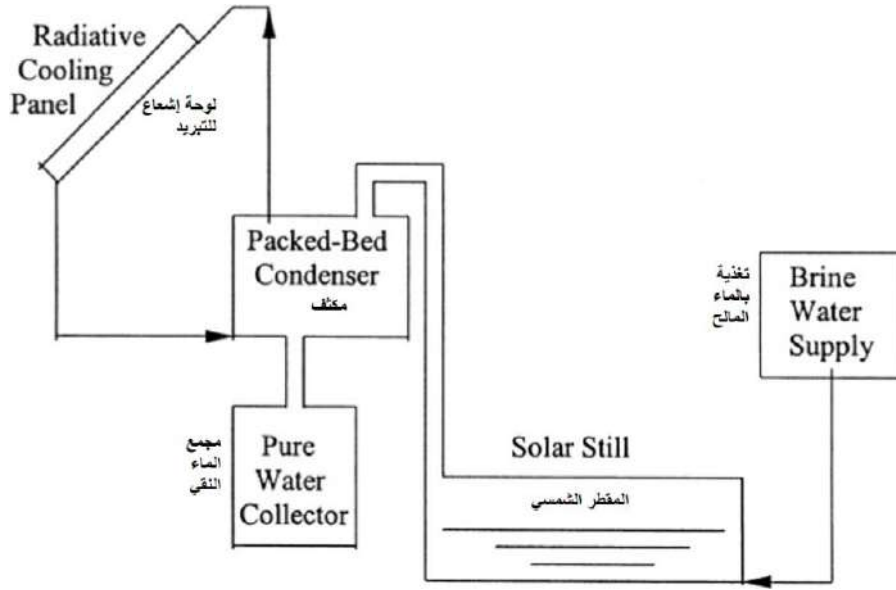 Radiative
Cooling
Panel
لوحة إشعاع
للتبريد
Packed-Bed
Condenser
مكثف
تغذية
بالماء
المالح
Brine
Water
Supply
مجمع
الماء
النقي
Pure
Water
Collector
Solar Still
المقطر الشمسي